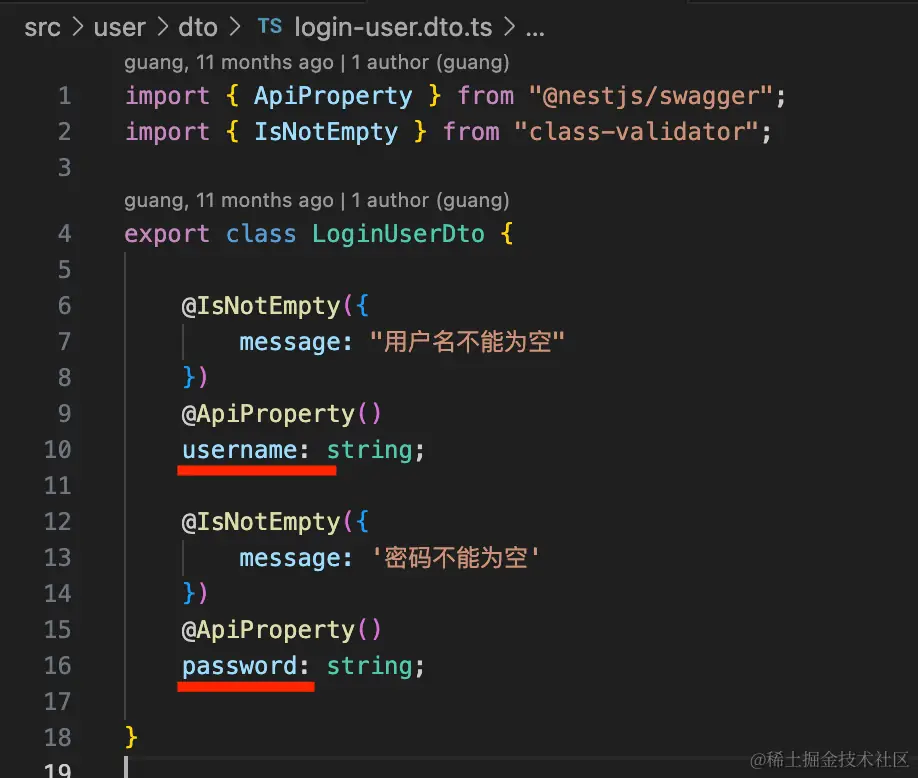 src > user > dto > TS login-user.dto.ts > ...
guang, 11 months ago | 1 author (guang)
1 import { ApiProperty } from "@nestjs/swagger";
2 import { IsNotEmpty } from "class-validator";
3
guang, 11 months ago | 1 author (guang)
4 export class LoginUserDto {
5
6 @IsNotEmpty({
7 message: "用户名不能为空"
8 })
9 @ApiProperty()
10 username: string;
11
12 @IsNotEmpty({
13 message: '密码不能为空'
14 })
15 @ApiProperty()
16 password: string;
17
18 }
19
@稀土掘金技术社区